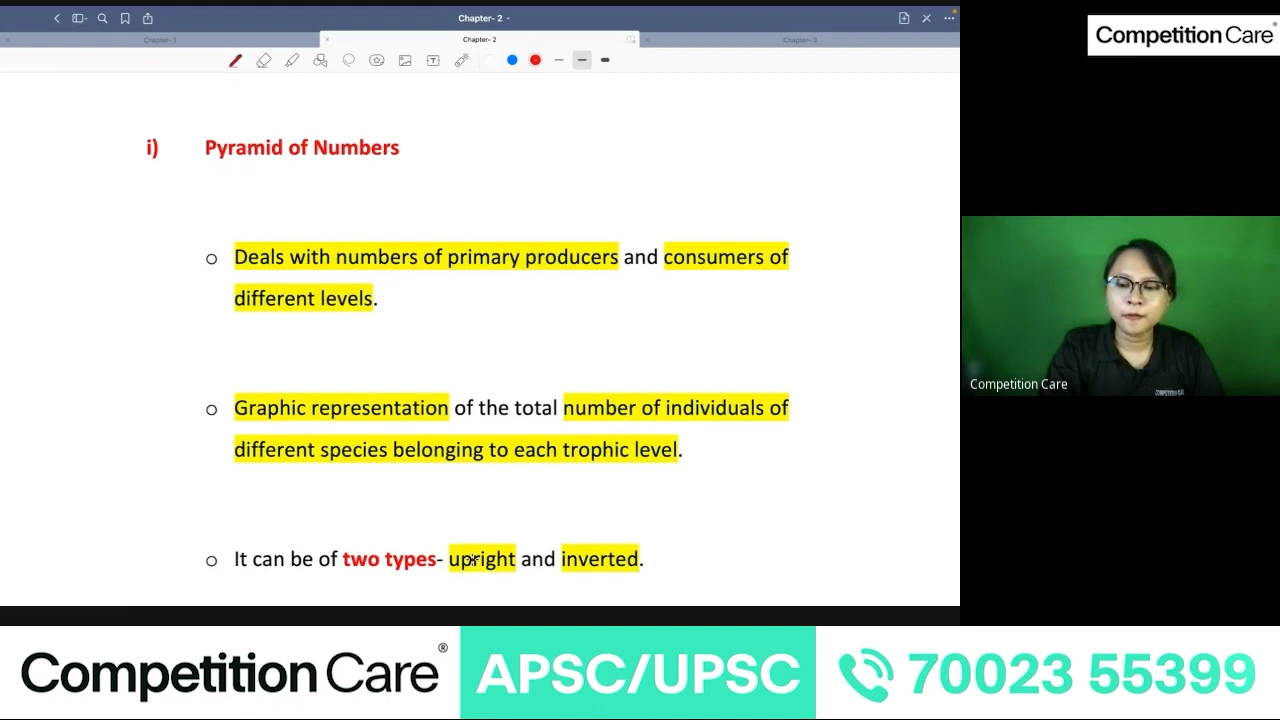 Chapter- 2
Chapter- 1
Chapter- 2
Chapter- 3
Competition Care®
i) Pyramid of Numbers
o Deals with numbers of primary producers and consumers of
different levels.
o Graphic representation of the total number of individuals of
different species belonging to each trophic level.
o It can be of two types- upright and inverted.
Competition Care
Competition Care®
APSC/UPSC
70023 55399